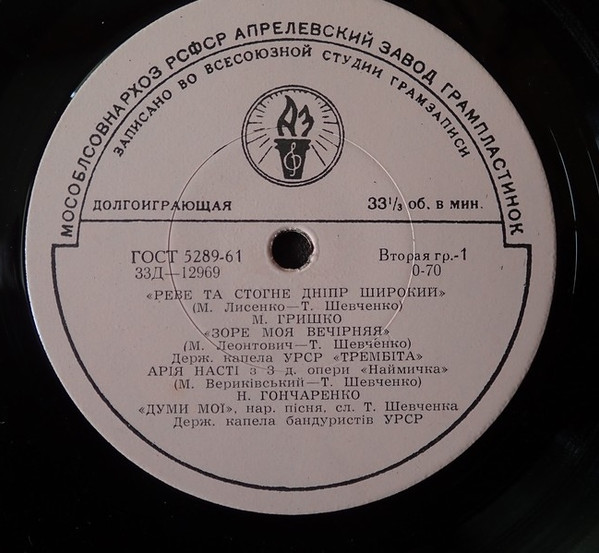 МОСОБЛСОВНАРХОЗ РСФСР АПРЕЛЕВСКИЙ ЗАВОД ГРАМПЛАСТИНОК
ЗАПИСАНО ВО ВСЕСОЮЗНОЙ СТУДИИ ГРАМЗАПИСИ
АЗ
ДОЛГОИГРАЮЩАЯ 33⅓ об. в мин.
ГОСТ 5289-61 Вторая гр.-1
33Д—12969 0-70
«РЕВЕ ТА СТОГНЕ ДНІПР ШИРОКИЙ»
(М. Лисенко—Т. Шевченко)
М. ГРИШКО
«ЗОРЕ МОЯ ВЕЧІРНЯЯ»
(М. Леонтович—Т. Шевченко)
Держ. капела УРСР «ТРЕМБІТА»
АРІЯ НАСТІ з 3 д. опери «Наймичка»
(М. Вериківський—Т. Шевченко)
Н. ГОНЧАРЕНКО
«ДУМИ МОЇ», нар. пісня, сл. Т. Шевченка
Держ. капела бандуристів УРСР